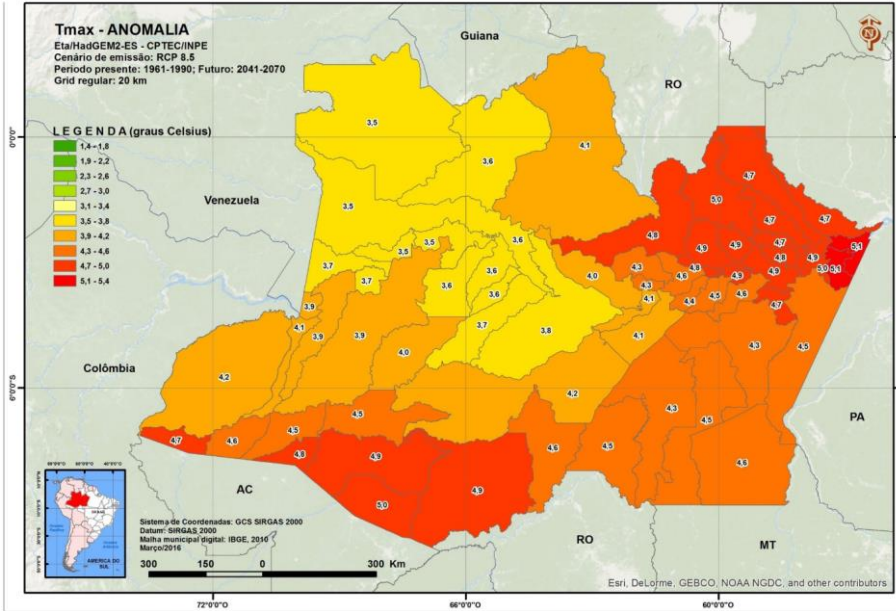 Tmax - ANOMALIA
Eta/HadGEM2-ES - CPTEC/INPE
Cenário de emissão: RCP 8.5
Período presente: 1961-1990; Futuro: 2041-2070
Grid regular: 20 km
L E G E N D A (graus Celsius)
1,4 - 1,8
1,9 - 2,2
2,3 - 2,6
2,7 - 3,0
3,1 - 3,4
3,5 - 3,8
3,9 - 4,2
4,3 - 4,6
4,7 - 5,0
5,1 - 5,4
Guiana
RO
Venezuela
Colômbia
PA
AC
RO
MT
3,5
3,6
4,1
4,7
5,0
3,5
4,7
4,7
3,5
3,5
3,6
4,8
4,9
4,9
4,7
4,8
4,9
5,1
3,7
3,7
3,6
3,6
4,0
4,3
4,6
4,8
4,9
4,9
5,0
5,1
3,9
3,6
4,3
4,1
4,4
4,5
4,6
4,7
4,1
3,9
3,9
3,7
3,8
4,1
4,3
4,5
4,2
4,0
4,2
4,3
4,5
4,5
4,7
4,6
4,5
4,8
4,9
4,6
4,5
4,6
5,0
4,9
AMERICA DO
SUL
Sistema de Coordenadas: GCS SIRGAS 2000
Datum: SIRGAS 2000
Malha municipal digital: IBGE, 2010
Março/2016
300 150 0 300 Km
Esri, DeLorme, GEBCO, NOAA NGDC, and other contributors
0°0'0"
6°0'0"S
72°0'0"O
66°0'0"O
60°0'0"O